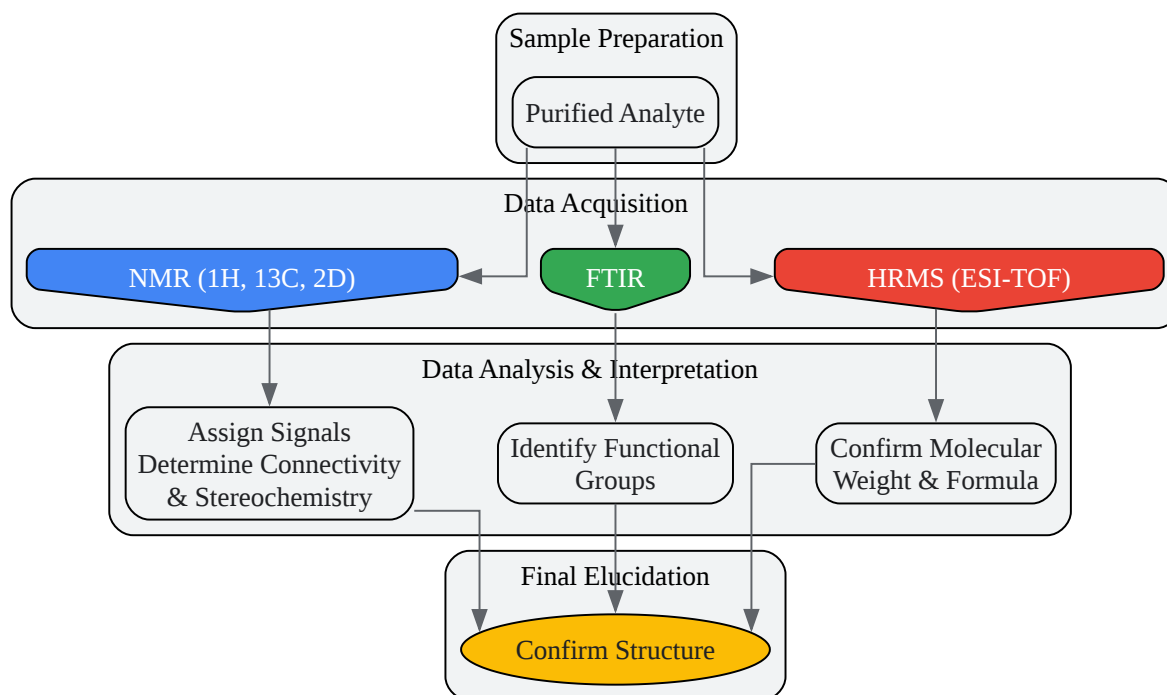 Sample Preparation
Purified Analyte
Data Acquisition
NMR (1H, 13C, 2D)
FTIR
HRMS (ESI-TOF)
Data Analysis & Interpretation
Assign Signals
Determine Connectivity
& Stereochemistry
Identify Functional
Groups
Confirm Molecular
Weight & Formula
Final Elucidation
Confirm Structure